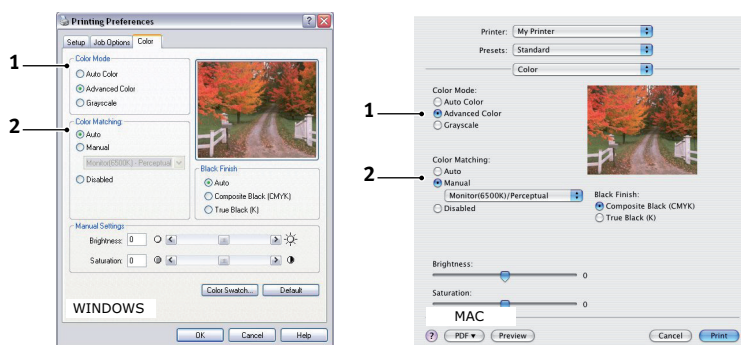 Printing Preferences
Setup Job Options Color
1
Color Mode
Auto Color
Advanced Color
Grayscale
2
Color Matching:
Auto
Manual
Monitor(6500K) - Perceptual
Disabled
Black Finish
Auto
Composite Black (CMYK)
True Black (K)
Manual Settings
Brightness: 0
Saturation: 0
Color Swatch... Default
WINDOWS
OK Cancel Help
Printer: My Printer
Presets: Standard
Color
Color Mode:
Auto Color
1
Advanced Color
Grayscale
Color Matching:
Auto
2
Manual
Monitor(6500K)/Perceptual
Disabled
Black Finish:
Composite Black (CMYK)
True Black (K)
Brightness:
0
Saturation:
0
MAC
? PDF ▾ Preview Cancel Print